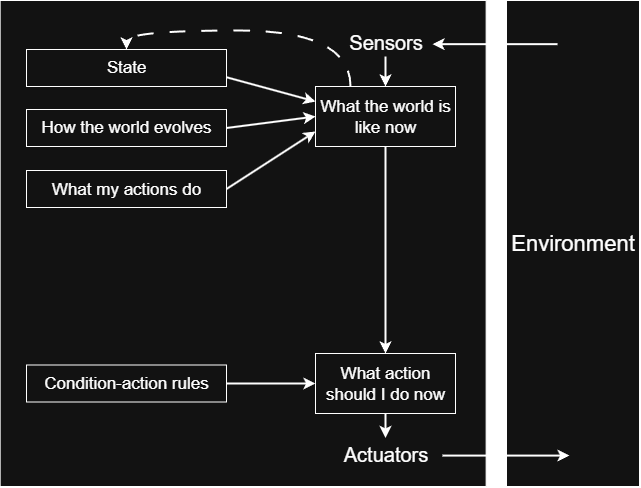 Sensors
State
What the world is
like now
How the world evolves
What my actions do
Environment
Condition-action rules
What action
should I do now
Actuators